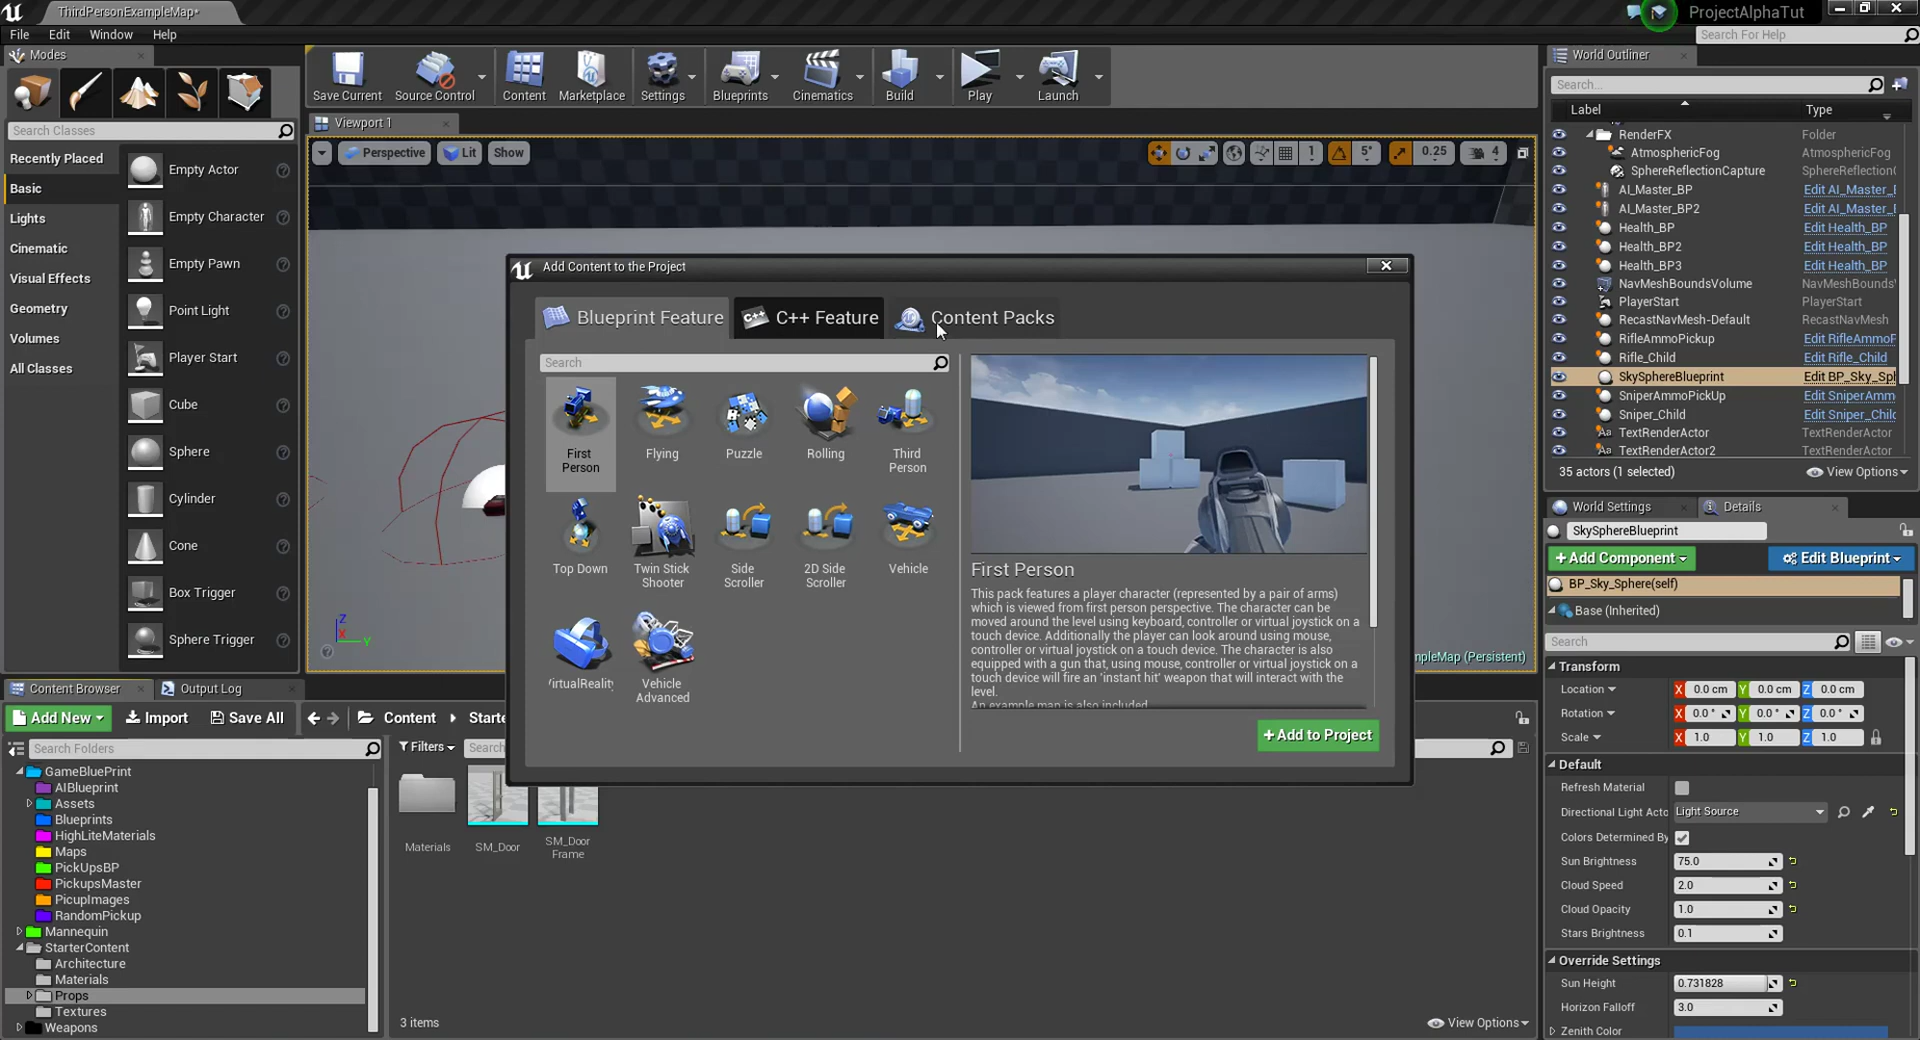 ThirdPersonExampleMap*
ProjectAlphaTut
File Edit Window Help
Search For Help
Modes
Search Classes
Recently Placed
Basic
Lights
Cinematic
Visual Effects
Geometry
Volumes
All Classes
Empty Actor
Empty Character
Empty Pawn
Point Light
Player Start
Cube
Sphere
Cylinder
Cone
Box Trigger
Sphere Trigger
Save Current Source Control Content Marketplace Settings Blueprints Cinematics Build Play Launch
Viewport 1
Perspective Lit Show
1 5° 0.25 4
Add Content to the Project
Blueprint Feature C++ Feature Content Packs
Search
First Person
Flying
Puzzle
Rolling
Third Person
Top Down
Twin Stick Shooter
Side Scroller
2D Side Scroller
Vehicle
VirtualReality
Vehicle Advanced
First Person
This pack features a player character (represented by a pair of arms)
which is viewed from first person perspective. The character can be
moved around the level using keyboard, controller or virtual joystick on a
touch device. Additionally the player can look around using mouse,
controller or virtual joystick on a touch device. The character is also
equipped with a gun that, using mouse, controller or virtual joystick on a
touch device will fire an 'instant hit' weapon that will interact with the
level.
An example map is also included
+Add to Project
mpleMap (Persistent)
World Outliner
Search...
Label Type
RenderFX Folder
AtmosphericFog AtmosphericFog
SphereReflectionCapture SphereReflection
AI_Master_BP Edit AI_Master_
AI_Master_BP2 Edit AI_Master_
Health_BP Edit Health_BP
Health_BP2 Edit Health_BP
Health_BP3 Edit Health_BP
NavMeshBoundsVolume NavMeshBounds
PlayerStart PlayerStart
RecastNavMesh-Default RecastNavMesh
RifleAmmoPickup Edit RifleAmmo
Rifle_Child Edit Rifle_Child
SkySphereBlueprint Edit BP_Sky_Sph
SniperAmmoPickUp Edit SniperAmm
Sniper_Child Edit Sniper_Child
TextRenderActor TextRenderActor
TextRenderActor2 TextRenderActor
35 actors (1 selected) View Options
World Settings Details
SkySphereBlueprint
+Add Component Edit Blueprint
BP_Sky_Sphere(self)
Base (Inherited)
Search
Transform
Location X 0.0 cm Y 0.0 cm Z 0.0 cm
Rotation X 0.0 ° Y 0.0 ° Z 0.0 °
Scale X 1.0 Y 1.0 Z 1.0
Default
Refresh Material
Directional Light Acto Light Source
Colors Determined By
Sun Brightness 75.0
Cloud Speed 2.0
Cloud Opacity 1.0
Stars Brightness 0.1
Override Settings
Sun Height 0.731828
Horizon Falloff 3.0
Zenith Color
Content Browser Output Log
Add New Import Save All Content Starte
Search Folders
GameBluePrint
AIBlueprint
Assets
Blueprints
HighLiteMaterials
Maps
PickUpsBP
PickupsMaster
PicupImages
RandomPickup
Mannequin
StarterContent
Architecture
Materials
Props
Textures
Weapons
Filters Search
Materials
SM_Door
SM_Door Frame
3 items View Options
X
Y
Z